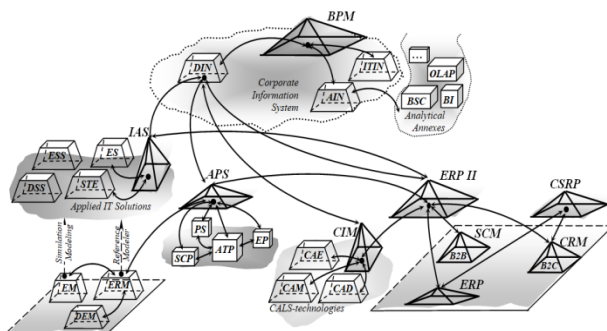 BPM
DIN
ITIN
...
OLAP
Corporate
Information
System
AIN
BSC
BI
Analytical
Annexes
IAS
ESS
ES
DSS
STE
Applied IT Solutions
APS
ERP II
CSRP
PS
SCP
ATP
EP
CIM
SCM
B2B
CRM
B2C
CAE
CAM
CAD
CALS-technologies
ERP
Simulation
Modeling
Reference
Modeler
EM
ERM
DEM